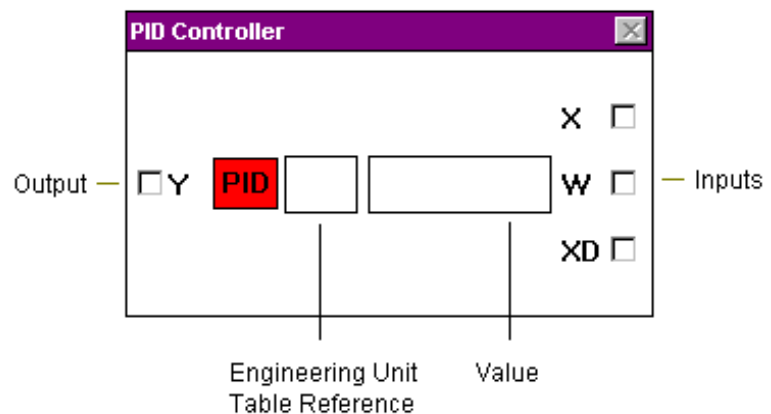 PID Controller
X
Output
Y
PID
W
Inputs
XD
Engineering Unit
Table Reference
Value